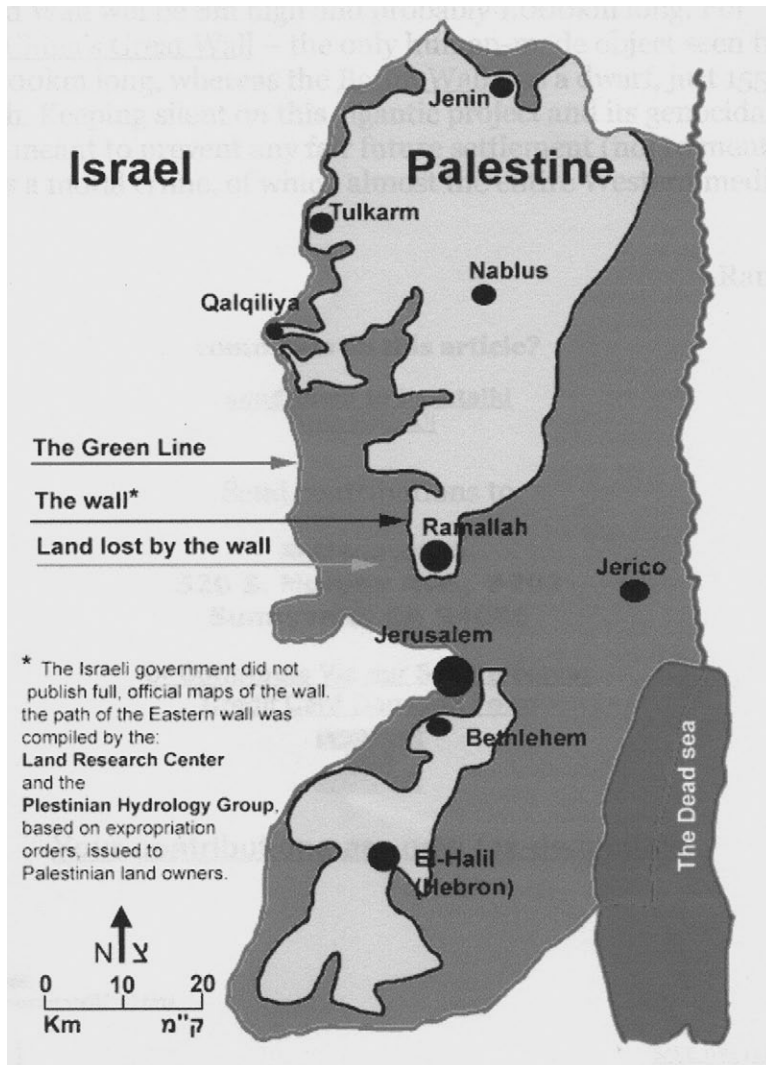 Jenin
Israel
Palestine
Tulkarm
Nablus
Qalqiliya
The Green Line
The wall*
Ramallah
Land lost by the wall
Jerico
Jerusalem
* The Israeli government did not
publish full, official maps of the wall.
the path of the Eastern wall was
compiled by the:
Land Research Center
and the
Plestinian Hydrology Group,
based on expropriation
orders, issued to
Palestinian land owners.
Bethlehem
The Dead sea
El-Halil
(Hebron)
N צ
0 10 20
Km ק"מ